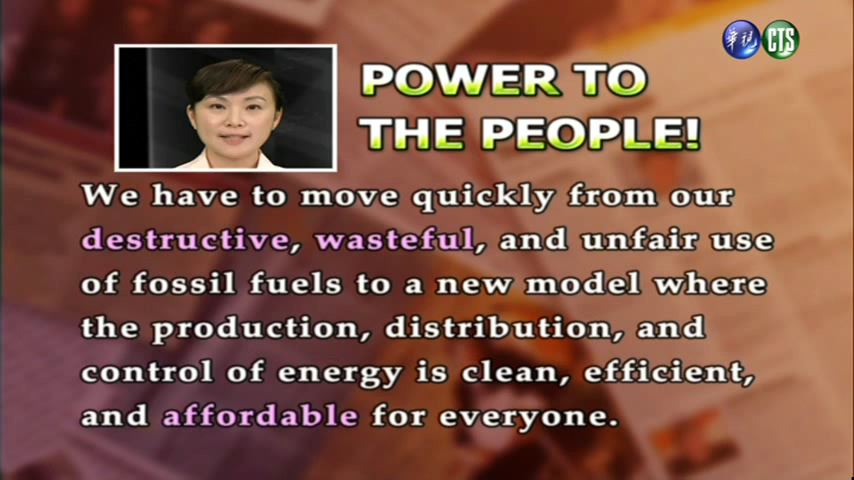 華視 CTS
POWER TO
THE PEOPLE!
We have to move quickly from our
destructive, wasteful, and unfair use
of fossil fuels to a new model where
the production, distribution, and
control of energy is clean, efficient,
and affordable for everyone.